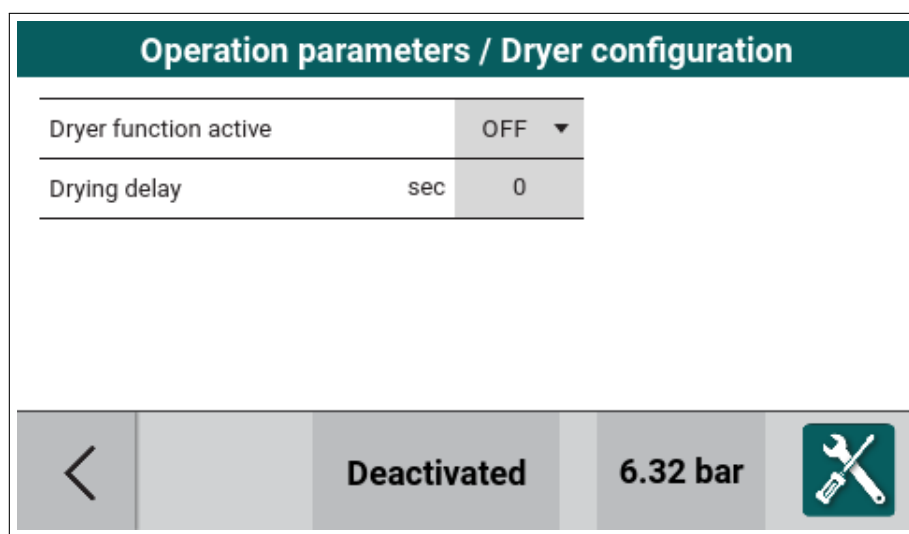 Operation parameters / Dryer configuration
Dryer function active OFF
Drying delay sec 0
Deactivated 6.32 bar